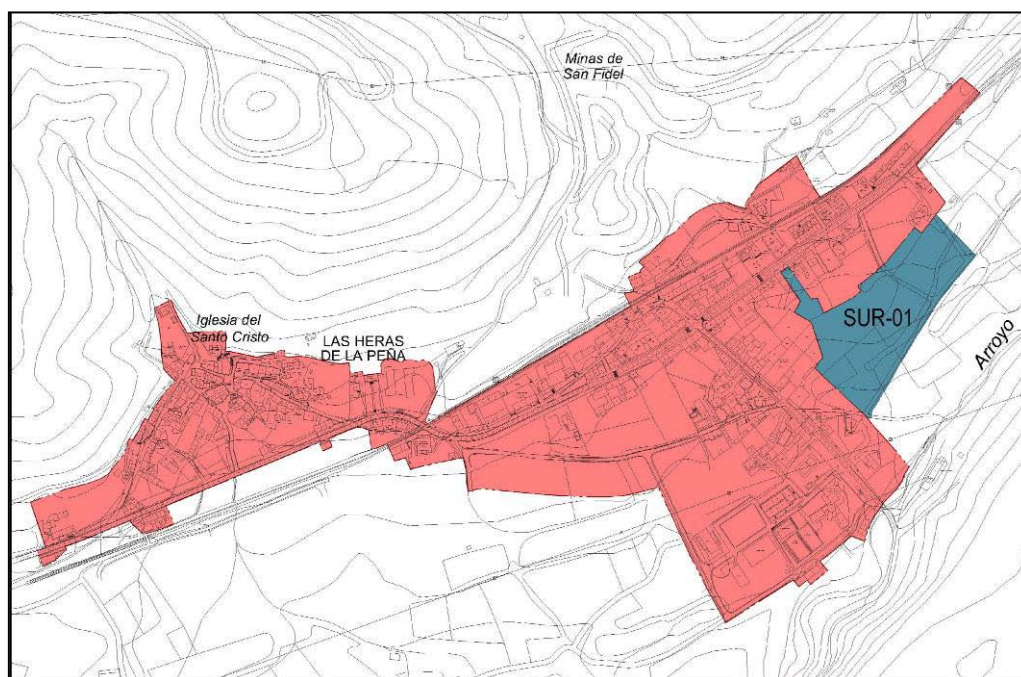 Minas de
San Fidel
Iglesia del
Santo Cristo
LAS HERAS
DE LA PEÑA
SUR-01
Arroyo